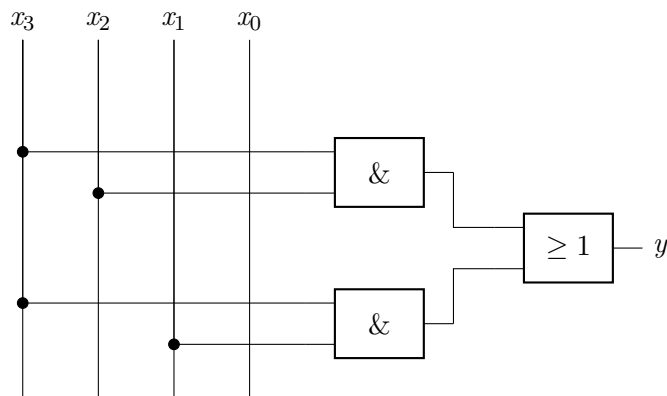 x₃ x₂ x₁ x₀
&
≥ 1 y
&